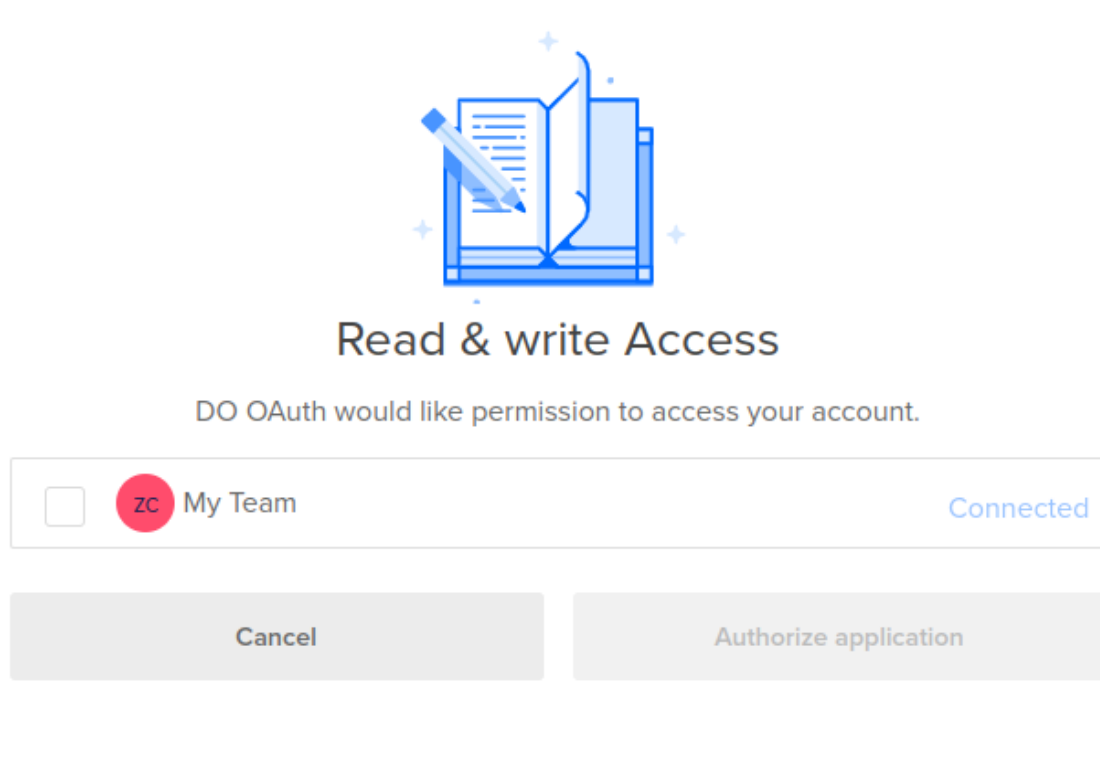 Read & write Access
DO OAuth would like permission to access your account.
ZC My Team Connected
Cancel Authorize application